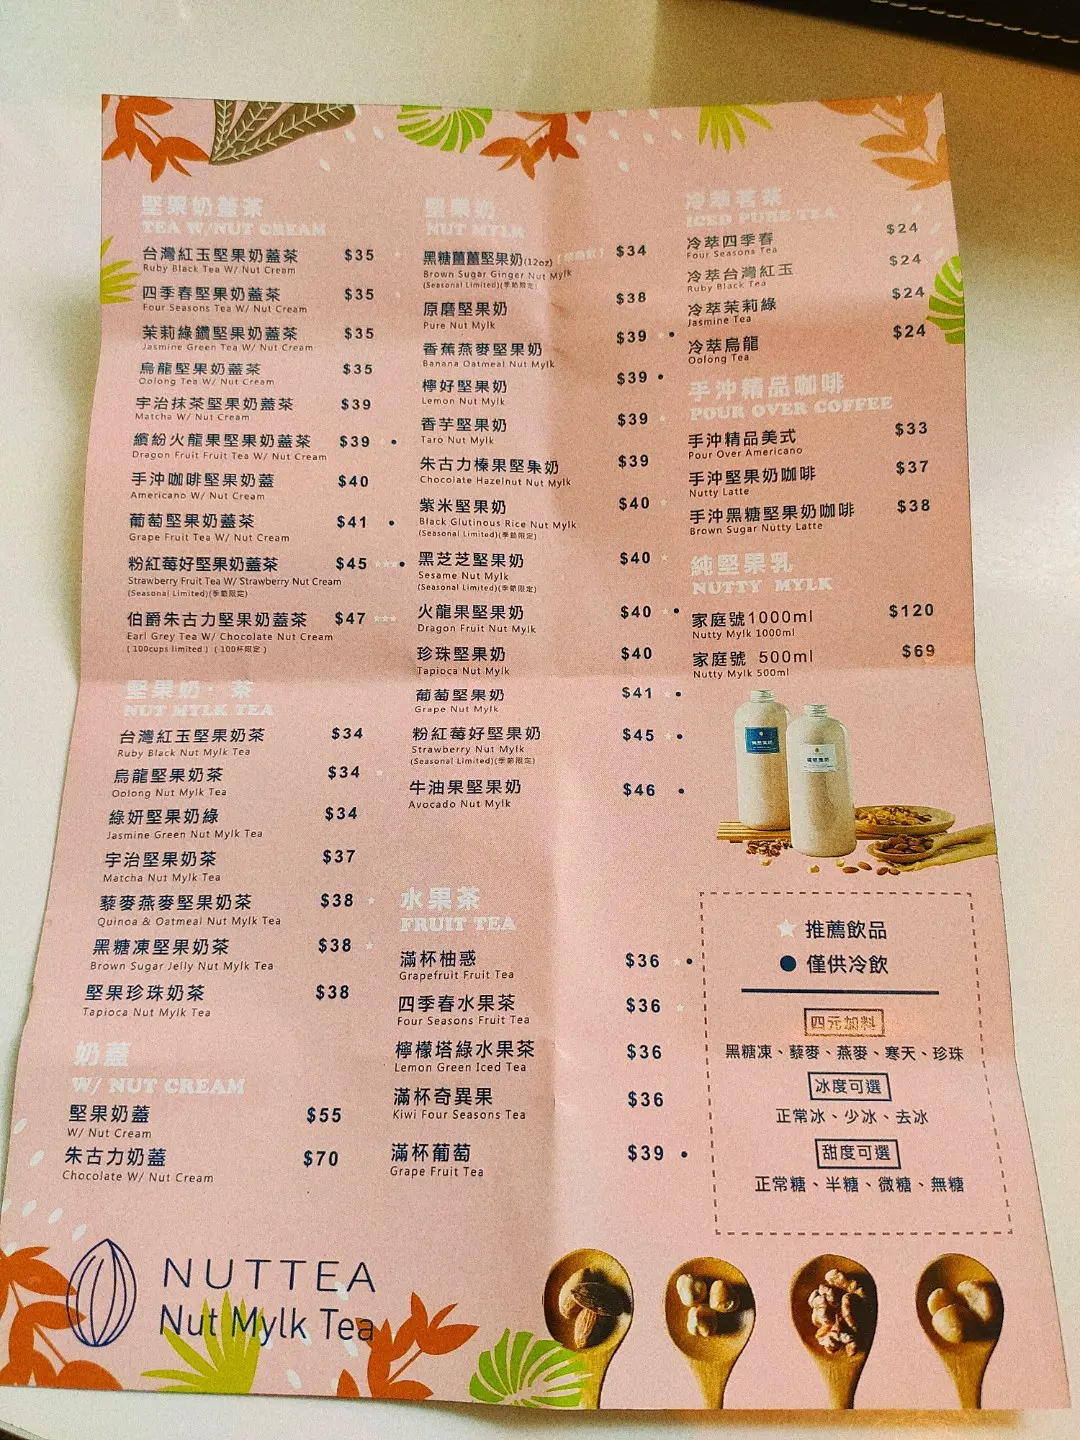 堅果奶蓋茶
TEA W/NUT CREAM
台灣紅玉堅果奶蓋茶 $35
Ruby Black Tea W/ Nut Cream
四季春堅果奶蓋茶 $35
Four Seasons Tea W/ Nut Cream
茉莉綠鑽堅果奶蓋茶 $35
Jasmine Green Tea W/ Nut Cream
烏龍堅果奶蓋茶 $35
Oolong Tea W/ Nut Cream
宇治抹茶堅果奶蓋茶 $39
Matcha W/ Nut Cream
繽紛火龍果堅果奶蓋茶 $39 ●
Dragon Fruit Fruit Tea W/ Nut Cream
手沖咖啡堅果奶蓋 $40
Americano W/ Nut Cream
葡萄堅果奶蓋茶 $41 ●
Grape Fruit Tea W/ Nut Cream
粉紅莓好堅果奶蓋茶 $45 ★★★●
Strawberry Fruit Tea W/ Strawberry Nut Cream
(Seasonal Limited)(季節限定)
伯爵朱古力堅果奶蓋茶 $47 ★★★
Earl Grey Tea W/ Chocolate Nut Cream
(100cups limited) (100杯限定)
堅果奶·茶
NUT MYLK TEA
台灣紅玉堅果奶茶 $34
Ruby Black Nut Mylk Tea
烏龍堅果奶茶 $34 ★
Oolong Nut Mylk Tea
綠妍堅果奶綠 $34
Jasmine Green Nut Mylk Tea
宇治堅果奶茶 $37
Matcha Nut Mylk Tea
藜麥燕麥堅果奶茶 $38 ★
Quinoa & Oatmeal Nut Mylk Tea
黑糖凍堅果奶茶 $38 ★
Brown Sugar Jelly Nut Mylk Tea
堅果珍珠奶茶 $38
Tapioca Nut Mylk Tea
奶蓋
W/ NUT CREAM
堅果奶蓋 $55
W/ Nut Cream
朱古力奶蓋 $70
Chocolate W/ Nut Cream
堅果奶
NUT MYLK
黑糖薑薑堅果奶(12oz) $34
Brown Sugar Ginger Nut Mylk
(Seasonal Limited)(季節限定)
原磨堅果奶 $38
Pure Nut Mylk
香蕉燕麥堅果奶 $39 ★●
Banana Oatmeal Nut Mylk
檸好堅果奶 $39 ●
Lemon Nut Mylk
香芋堅果奶 $39
Taro Nut Mylk
朱古力榛果堅果奶 $39
Chocolate Hazelnut Nut Mylk
紫米堅果奶 $40
Black Glutinous Rice Nut Mylk
(Seasonal Limited)(季節限定)
黑芝芝堅果奶 $40 ★
Sesame Nut Mylk
(Seasonal Limited)(季節限定)
火龍果堅果奶 $40 ★●
Dragon Fruit Nut Mylk
珍珠堅果奶 $40
Tapioca Nut Mylk
葡萄堅果奶 $41 ★●
Grape Nut Mylk
粉紅莓好堅果奶 $45 ★●
Strawberry Nut Mylk
(Seasonal Limited)(季節限定)
牛油果堅果奶 $46 ●
Avocado Nut Mylk
水果茶
FRUIT TEA
滿杯柚惑 $36 ★●
Grapefruit Fruit Tea
四季春水果茶 $36 ★
Four Seasons Fruit Tea
檸檬塔綠水果茶 $36
Lemon Green Iced Tea
滿杯奇異果 $36
Kiwi Four Seasons Tea
滿杯葡萄 $39 ●
Grape Fruit Tea
冷萃茗茶
ICED PURE TEA
冷萃四季春 $24
Four Seasons Tea
冷萃台灣紅玉 $24
Ruby Black Tea
冷萃茉莉綠 $24
Jasmine Tea
冷萃烏龍 $24
Oolong Tea
手沖精品咖啡
POUR OVER COFFEE
手沖精品美式 $33
Pour Over Americano
手沖堅果奶咖啡 $37
Nutty Latte
手沖黑糖堅果奶咖啡 $38
Brown Sugar Nutty Latte
純堅果乳
NUTTY MYLK
家庭號1000ml $120
Nutty Mylk 1000ml
家庭號 500ml $69
Nutty Mylk 500ml
★ 推薦飲品
● 僅供冷飲
四元加料
黑糖凍、藜麥、燕麥、寒天、珍珠
冰度可選
正常冰、少冰、去冰
甜度可選
正常糖、半糖、微糖、無糖
NUTTEA
Nut Mylk Tea